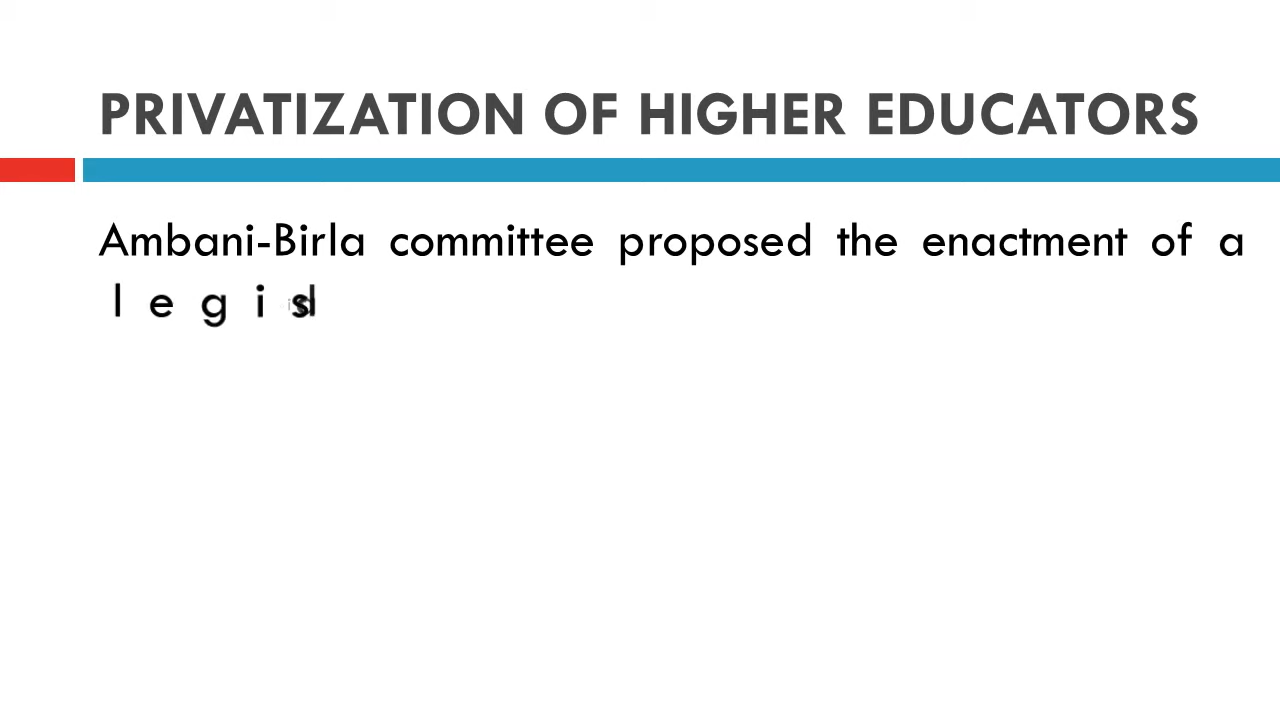 PRIVATIZATION OF HIGHER EDUCATORS
Ambani-Birla committee proposed the enactment of a